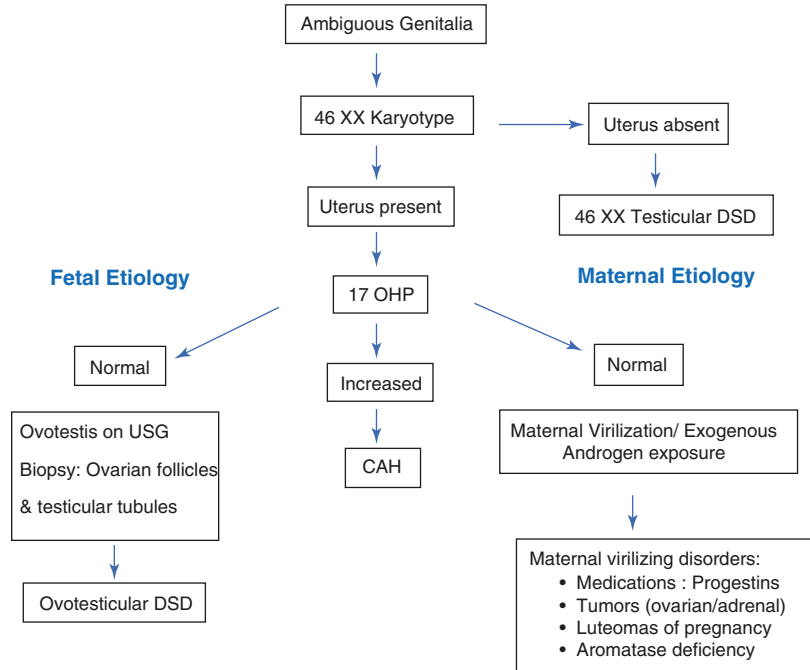 Ambiguous Genitalia
46 XX Karyotype
Uterus absent
Uterus present
46 XX Testicular DSD
Fetal Etiology
Maternal Etiology
17 OHP
Normal
Increased
Normal
Ovotestis on USG
Biopsy: Ovarian follicles
& testicular tubules
CAH
Maternal Virilization/ Exogenous
Androgen exposure
Ovotesticular DSD
Maternal virilizing disorders:
• Medications : Progestins
• Tumors (ovarian/adrenal)
• Luteomas of pregnancy
• Aromatase deficiency